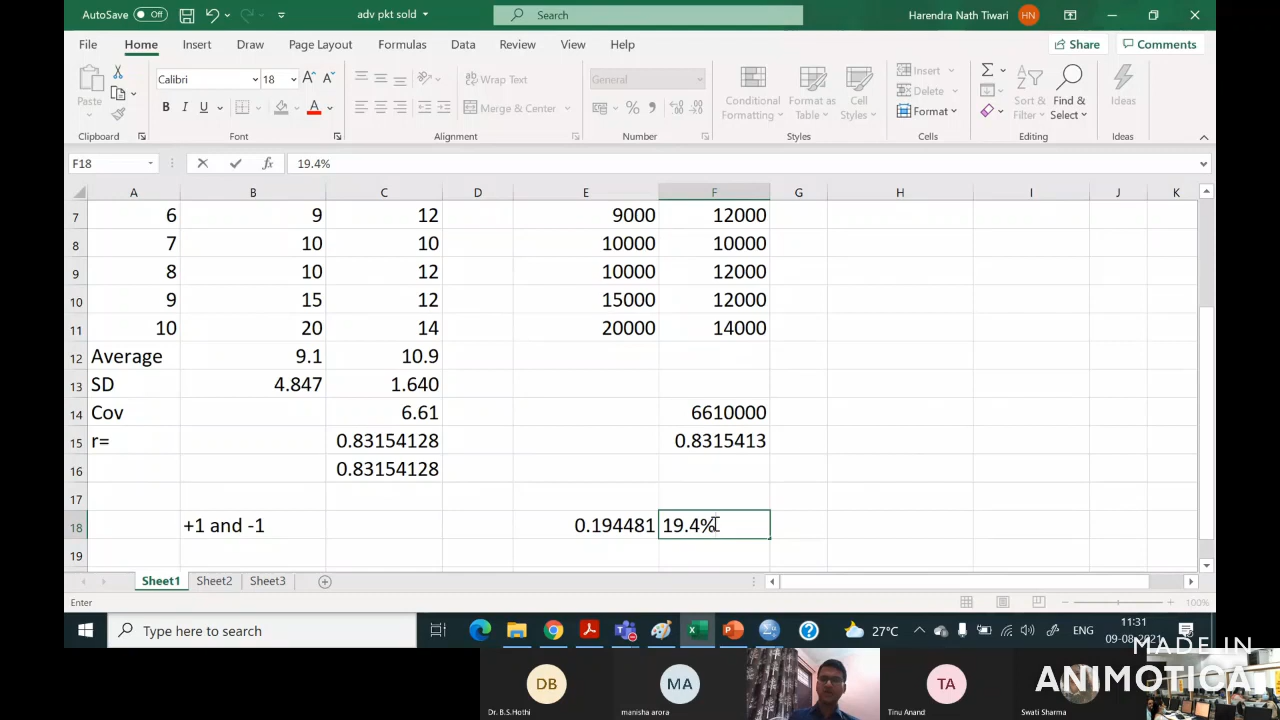 AutoSave Off adv pkt sold Search Harendra Nath Tiwari HN
File Home Insert Draw Page Layout Formulas Data Review View Help Share Comments
Calibri 18 Wrap Text General Insert
Paste Merge & Center Conditional Formatting Format as Table Cell Styles Delete Format Sort & Filter Find & Select Ideas
Clipboard Font Alignment Number Styles Cells Editing Ideas
F18 fx 19.4%
A B C D E F G H I J K
7 6 9 12 9000 12000
8 7 10 10 10000 10000
9 8 10 12 10000 12000
10 9 15 12 15000 12000
11 10 20 14 20000 14000
12 Average 9.1 10.9
13 SD 4.847 1.640
14 Cov 6.61 6610000
15 r= 0.83154128 0.8315413
16 0.83154128
17
18 +1 and -1 0.194481 19.4%
19
Sheet1 Sheet2 Sheet3
Enter 100%
Type here to search 27°C ENG 11:31
09-08-2021
MADE IN
ANIMOTICA
DB MA TA
Dr. B.S.Hothi manisha arora Tinu Anand Swati Sharma